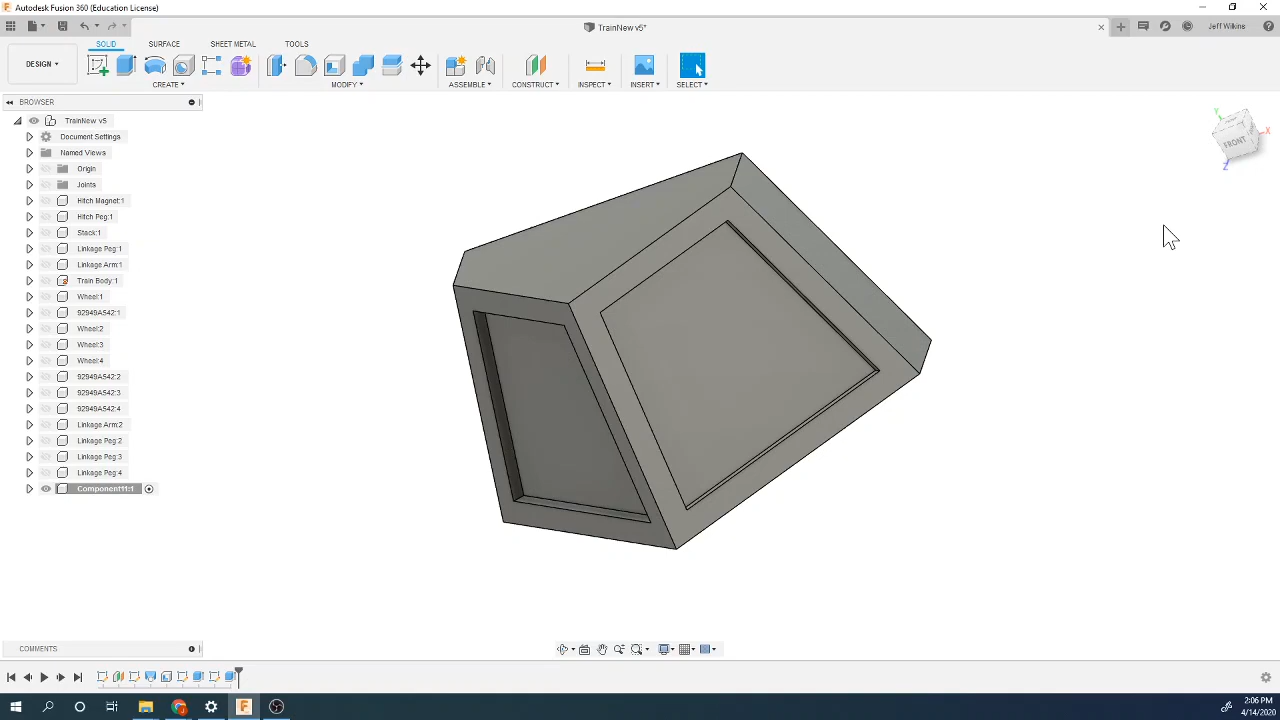 Autodesk Fusion 360 (Education License)
TrainNew v5*
Jeff Wilkins
SOLID SURFACE SHEET METAL TOOLS
DESIGN
CREATE MODIFY ASSEMBLE CONSTRUCT INSPECT INSERT SELECT
BROWSER
TrainNew v5
Document Settings
Named Views
Origin
Joints
Hitch Magnet:1
Hitch Peg:1
Stack:1
Linkage Peg:1
Linkage Arm:1
Train Body:1
Wheel:1
92949A542:1
Wheel:2
Wheel:3
Wheel:4
92949A542:2
92949A542:3
92949A542:4
Linkage Arm:2
Linkage Peg:2
Linkage Peg:3
Linkage Peg:4
Component11:1
Y
X
FRONT
Z
COMMENTS
2:06 PM
4/14/2020